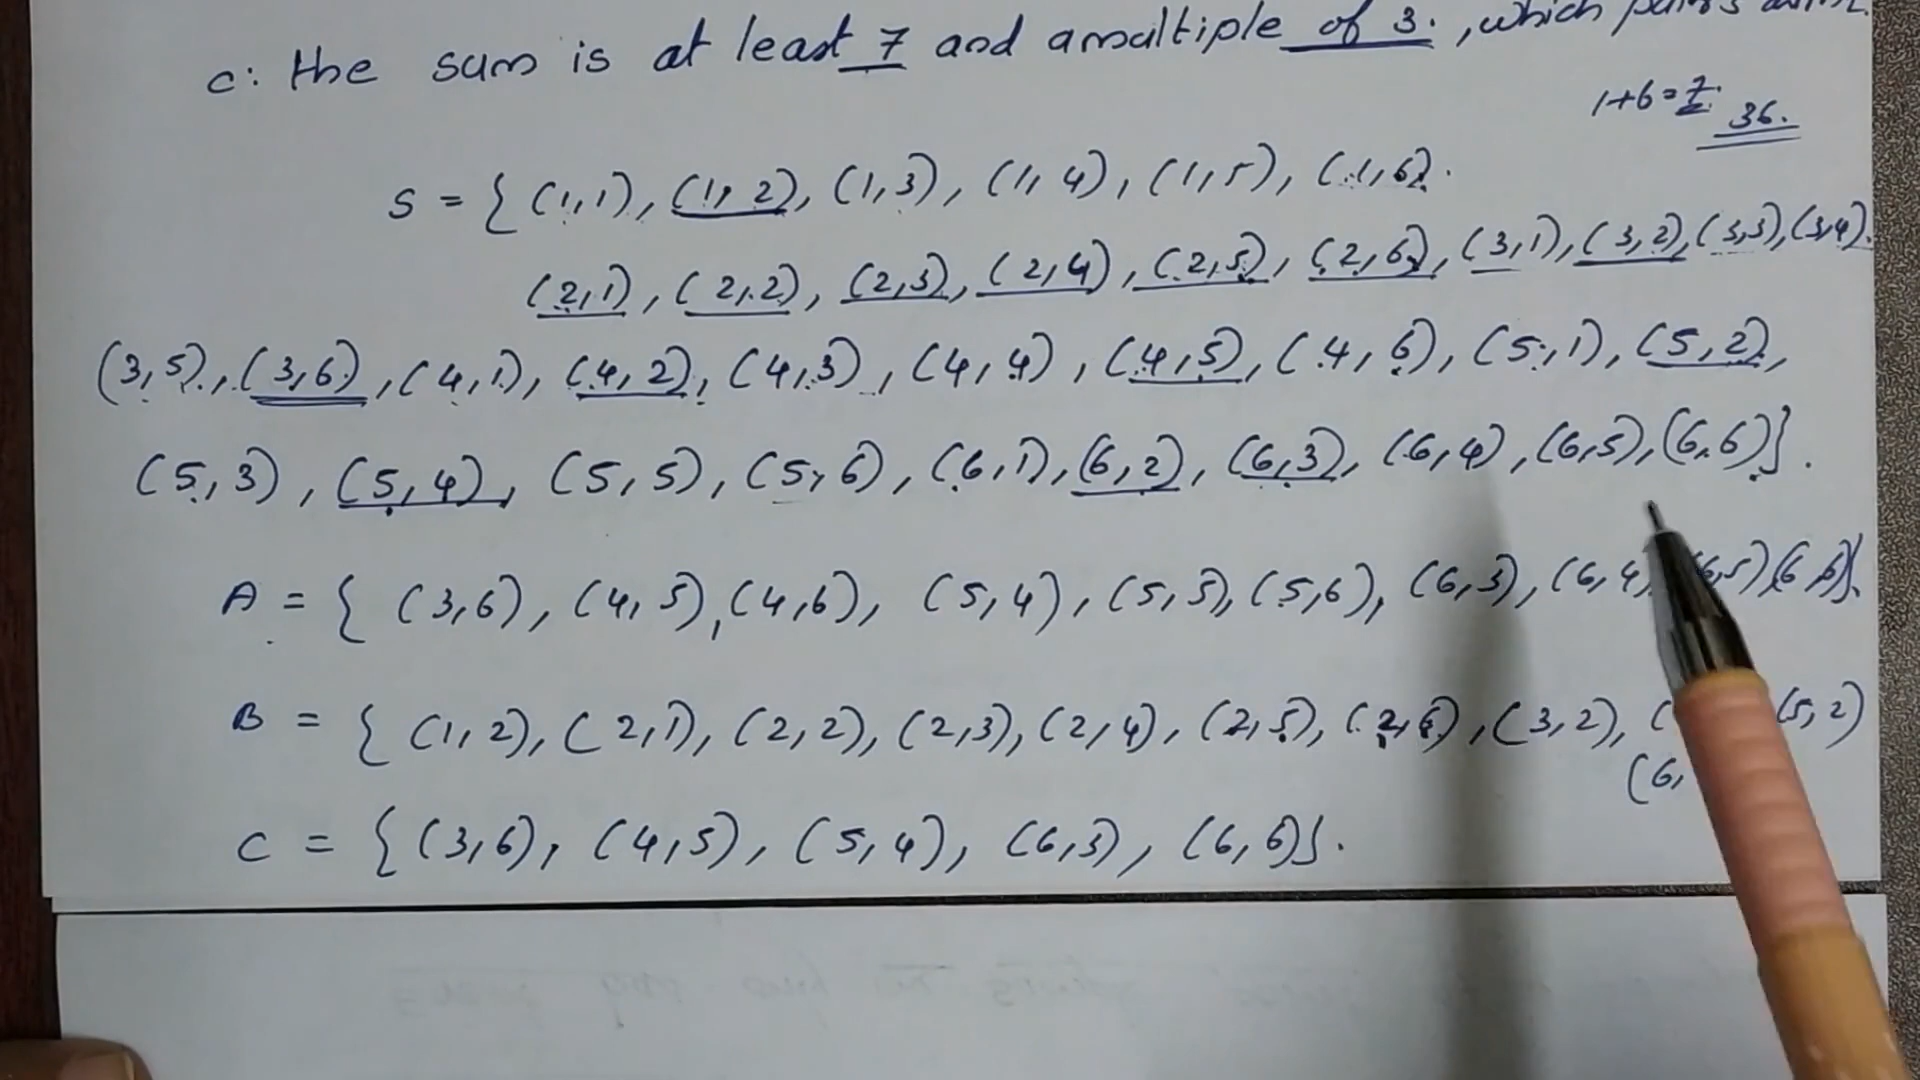 c: the sum is at least 7 and a multiple of 3., which
1+6=7. 36.
S = { (1,1), (1,2), (1,3), (1,4), (1,5), (1,6).
(2,1), (2,2), (2,3), (2,4), (2,5), (2,6), (3,1), (3,2), (3,3), (3,4).
(3,5), (3,6), (4,1), (4,2), (4,3), (4,4), (4,5), (4,6), (5,1), (5,2),
(5,3), (5,4), (5,5), (5,6), (6,1), (6,2), (6,3), (6,4), (6,5), (6,6)}.
A = { (3,6), (4,5), (4,6), (5,4), (5,5), (5,6), (6,3), (6,4) ,5) (6,6)}.
B = { (1,2), (2,1), (2,2), (2,3), (2,4), (2,5), (2,6), (3,2), ( (5,2)
(6,
C = {(3,6), (4,5), (5,4), (6,3), (6,6)}.